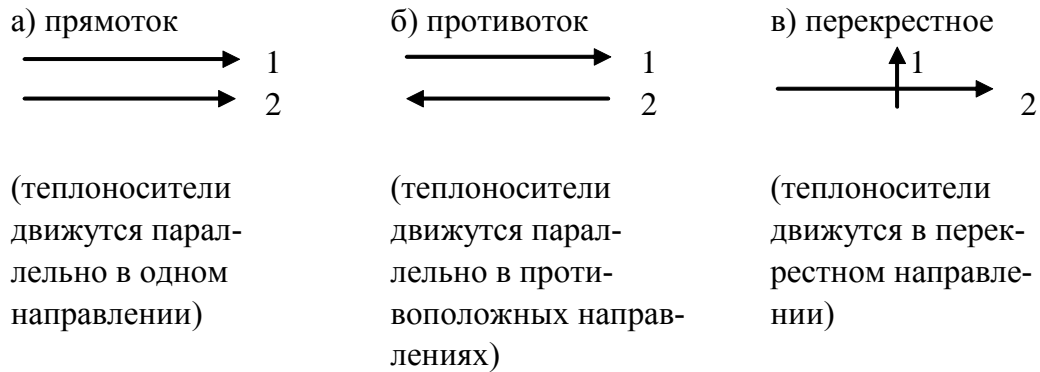 а) прямоток
1
2
(теплоносители
движутся парал-
лельно в одном
направлении)
б) противоток
1
2
(теплоносители
движутся парал-
лельно в проти-
воположных направ-
лениях)
в) перекрестное
1
2
(теплоносители
движутся в перек-
рестном направле-
нии)